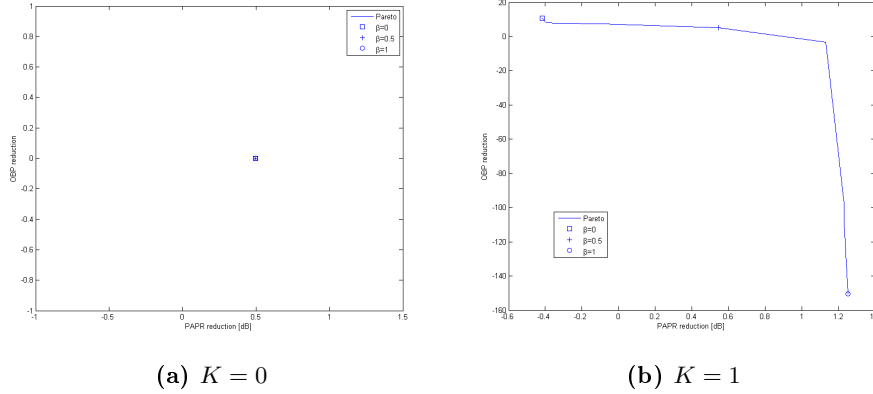 1
0.8
0.6
0.4
0.2
0
-0.2
-0.4
-0.6
-0.8
-1
OBP reduction
-1
-0.5
0
0.5
1
1.5
PAPR reduction [dB]
Pareto
β=0
β=0.5
β=1
(a) K = 0
20
0
-20
-40
-60
-80
-100
-120
-140
-160
OBP reduction
-0.6
-0.4
-0.2
0
0.2
0.4
0.6
0.8
1
1.2
1.4
PAPR reduction [dB]
Pareto
β=0
β=0.5
β=1
(b) K = 1